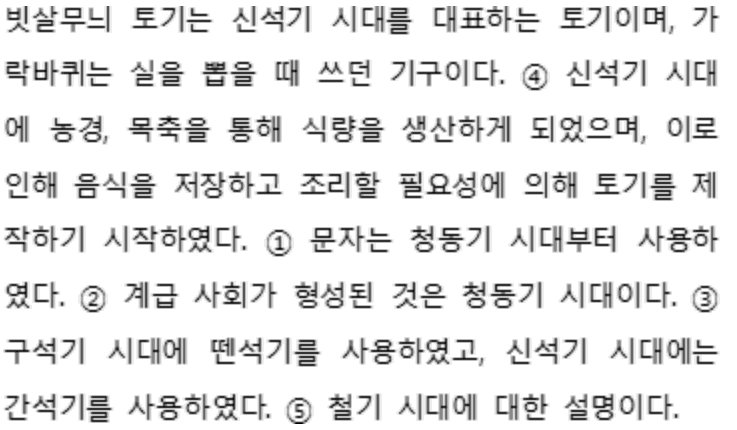 빗살무늬 토기는 신석기 시대를 대표하는 토기이며, 가
락바퀴는 실을 뽑을 때 쓰던 기구이다. ④ 신석기 시대
에 농경, 목축을 통해 식량을 생산하게 되었으며, 이로
인해 음식을 저장하고 조리할 필요성에 의해 토기를 제
작하기 시작하였다. ① 문자는 청동기 시대부터 사용하
였다. ② 계급 사회가 형성된 것은 청동기 시대이다. ③
구석기 시대에 뗀석기를 사용하였고, 신석기 시대에는
간석기를 사용하였다. ⑤ 철기 시대에 대한 설명이다.